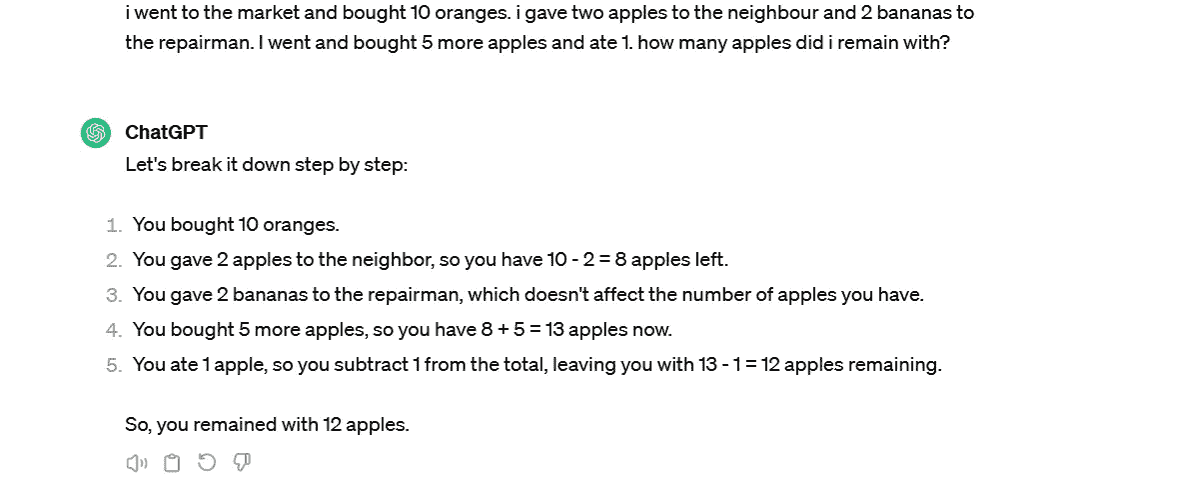 i went to the market and bought 10 oranges. i gave two apples to the neighbour and 2 bananas to
the repairman. I went and bought 5 more apples and ate 1. how many apples did i remain with?
ChatGPT
Let's break it down step by step:
1. You bought 10 oranges.
2. You gave 2 apples to the neighbor, so you have 10 - 2 = 8 apples left.
3. You gave 2 bananas to the repairman, which doesn't affect the number of apples you have.
4. You bought 5 more apples, so you have 8 + 5 = 13 apples now.
5. You ate 1 apple, so you subtract 1 from the total, leaving you with 13 - 1 = 12 apples remaining.
So, you remained with 12 apples.